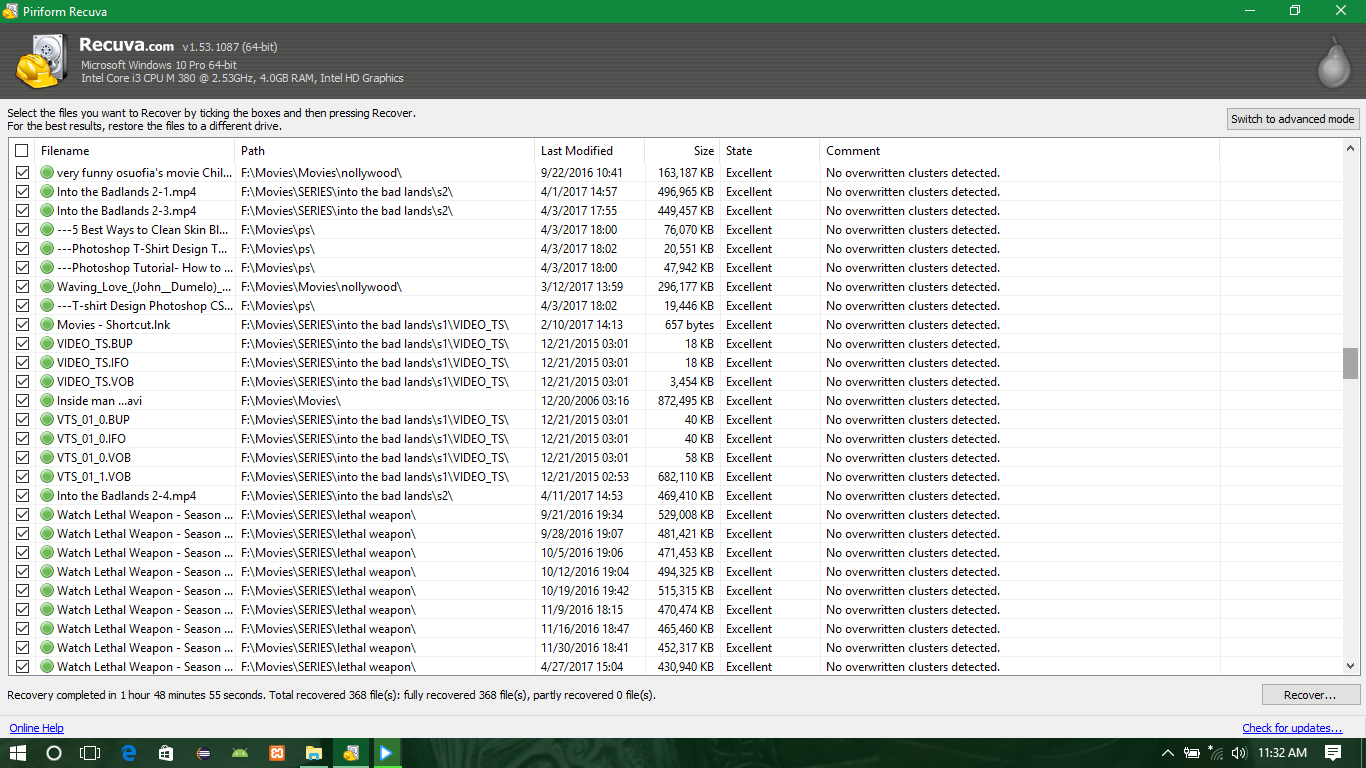 Piriform Recuva
Recuva.com v1.53.1087 (64-bit)
Microsoft Windows 10 Pro 64-bit
Intel Core i3 CPU M 380 @ 2.53GHz, 4.0GB RAM, Intel HD Graphics
Select the files you want to Recover by ticking the boxes and then pressing Recover.
For the best results, restore the files to a different drive.
Switch to advanced mode
Filename Path Last Modified Size State Comment
very funny osuofia's movie Chil... F:\Movies\Movies\nollywood\ 9/22/2016 10:41 163,187 KB Excellent No overwritten clusters detected.
Into the Badlands 2-1.mp4 F:\Movies\SERIES\into the bad lands\s2\ 4/1/2017 14:57 496,965 KB Excellent No overwritten clusters detected.
Into the Badlands 2-3.mp4 F:\Movies\SERIES\into the bad lands\s2\ 4/3/2017 17:55 449,457 KB Excellent No overwritten clusters detected.
---5 Best Ways to Clean Skin Bl... F:\Movies\ps\ 4/3/2017 18:00 76,070 KB Excellent No overwritten clusters detected.
---Photoshop T-Shirt Design T... F:\Movies\ps\ 4/3/2017 18:02 20,551 KB Excellent No overwritten clusters detected.
---Photoshop Tutorial- How to ... F:\Movies\ps\ 4/3/2017 18:00 47,942 KB Excellent No overwritten clusters detected.
Waving_Love_(John__Dumelo)_... F:\Movies\Movies\nollywood\ 3/12/2017 13:59 296,177 KB Excellent No overwritten clusters detected.
---T-shirt Design Photoshop CS... F:\Movies\ps\ 4/3/2017 18:02 19,446 KB Excellent No overwritten clusters detected.
Movies - Shortcut.lnk F:\Movies\SERIES\into the bad lands\s1\VIDEO_TS\ 2/10/2017 14:13 657 bytes Excellent No overwritten clusters detected.
VIDEO_TS.BUP F:\Movies\SERIES\into the bad lands\s1\VIDEO_TS\ 12/21/2015 03:01 18 KB Excellent No overwritten clusters detected.
VIDEO_TS.IFO F:\Movies\SERIES\into the bad lands\s1\VIDEO_TS\ 12/21/2015 03:01 18 KB Excellent No overwritten clusters detected.
VIDEO_TS.VOB F:\Movies\SERIES\into the bad lands\s1\VIDEO_TS\ 12/21/2015 03:01 3,454 KB Excellent No overwritten clusters detected.
Inside man ...avi F:\Movies\Movies\ 12/20/2006 03:16 872,495 KB Excellent No overwritten clusters detected.
VTS_01_0.BUP F:\Movies\SERIES\into the bad lands\s1\VIDEO_TS\ 12/21/2015 03:01 40 KB Excellent No overwritten clusters detected.
VTS_01_0.IFO F:\Movies\SERIES\into the bad lands\s1\VIDEO_TS\ 12/21/2015 03:01 40 KB Excellent No overwritten clusters detected.
VTS_01_0.VOB F:\Movies\SERIES\into the bad lands\s1\VIDEO_TS\ 12/21/2015 03:01 58 KB Excellent No overwritten clusters detected.
VTS_01_1.VOB F:\Movies\SERIES\into the bad lands\s1\VIDEO_TS\ 12/21/2015 02:53 682,110 KB Excellent No overwritten clusters detected.
Into the Badlands 2-4.mp4 F:\Movies\SERIES\into the bad lands\s2\ 4/11/2017 14:53 469,410 KB Excellent No overwritten clusters detected.
Watch Lethal Weapon - Season ... F:\Movies\SERIES\lethal weapon\ 9/21/2016 19:34 529,008 KB Excellent No overwritten clusters detected.
Watch Lethal Weapon - Season ... F:\Movies\SERIES\lethal weapon\ 9/28/2016 19:07 481,421 KB Excellent No overwritten clusters detected.
Watch Lethal Weapon - Season ... F:\Movies\SERIES\lethal weapon\ 10/5/2016 19:06 471,453 KB Excellent No overwritten clusters detected.
Watch Lethal Weapon - Season ... F:\Movies\SERIES\lethal weapon\ 10/12/2016 19:04 494,325 KB Excellent No overwritten clusters detected.
Watch Lethal Weapon - Season ... F:\Movies\SERIES\lethal weapon\ 10/19/2016 19:42 515,315 KB Excellent No overwritten clusters detected.
Watch Lethal Weapon - Season ... F:\Movies\SERIES\lethal weapon\ 11/9/2016 18:15 470,474 KB Excellent No overwritten clusters detected.
Watch Lethal Weapon - Season ... F:\Movies\SERIES\lethal weapon\ 11/16/2016 18:47 465,460 KB Excellent No overwritten clusters detected.
Watch Lethal Weapon - Season ... F:\Movies\SERIES\lethal weapon\ 11/30/2016 18:41 452,317 KB Excellent No overwritten clusters detected.
Watch Lethal Weapon - Season ... F:\Movies\SERIES\lethal weapon\ 4/27/2017 15:04 430,940 KB Excellent No overwritten clusters detected.
Recovery completed in 1 hour 48 minutes 55 seconds. Total recovered 368 file(s): fully recovered 368 file(s), partly recovered 0 file(s).
Recover...
Online Help
Check for updates...
11:32 AM